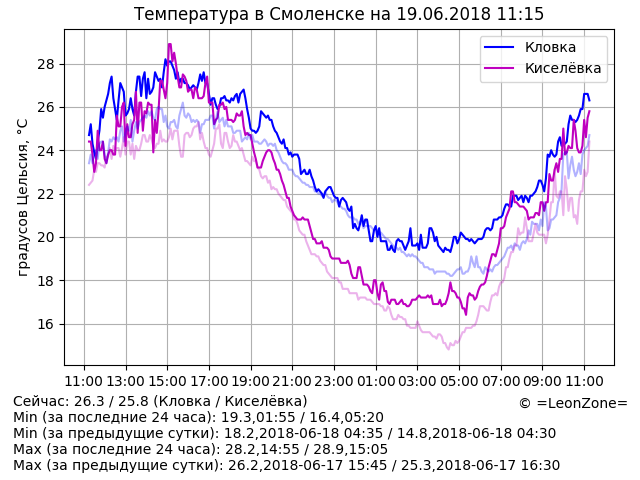 Температура в Смоленске на 19.06.2018 11:15
Кловка
Киселёвка
градусов Цельсия, °C
28
26
24
22
20
18
16
11:00 13:00 15:00 17:00 19:00 21:00 23:00 01:00 03:00 05:00 07:00 09:00 11:00
Сейчас: 26.3 / 25.8 (Кловка / Киселёвка)
© =LeonZone=
Min (за последние 24 часа): 19.3,01:55 / 16.4,05:20
Min (за предыдущие сутки): 18.2,2018-06-18 04:35 / 14.8,2018-06-18 04:30
Max (за последние 24 часа): 28.2,14:55 / 28.9,15:05
Max (за предыдущие сутки): 26.2,2018-06-17 15:45 / 25.3,2018-06-17 16:30